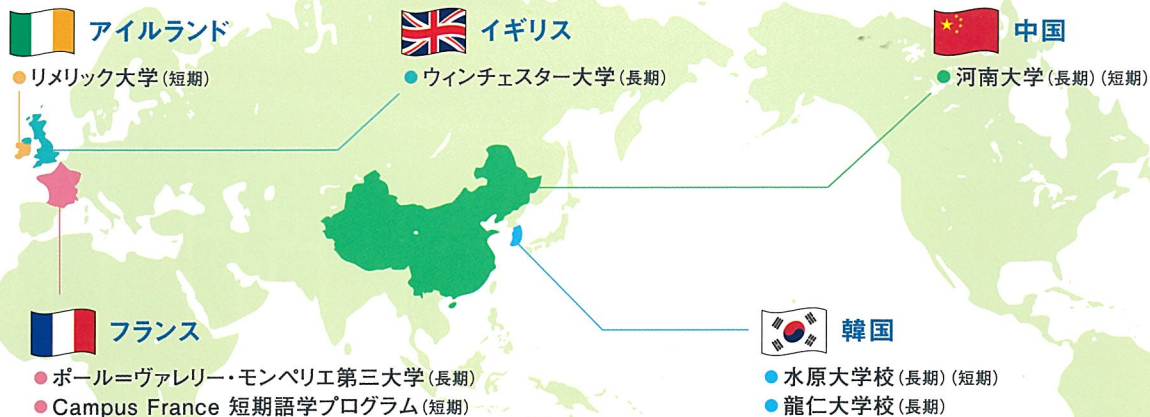 アイルランド
●リメリック大学(短期)
イギリス
●ウィンチェスター大学(長期)
中国
●河南大学(長期)(短期)
フランス
●ポール＝ヴァレリー・モンペリエ第三大学(長期)
●Campus France 短期語学プログラム(短期)
韓国
●水原大学校(長期)(短期)
●龍仁大学校(長期)